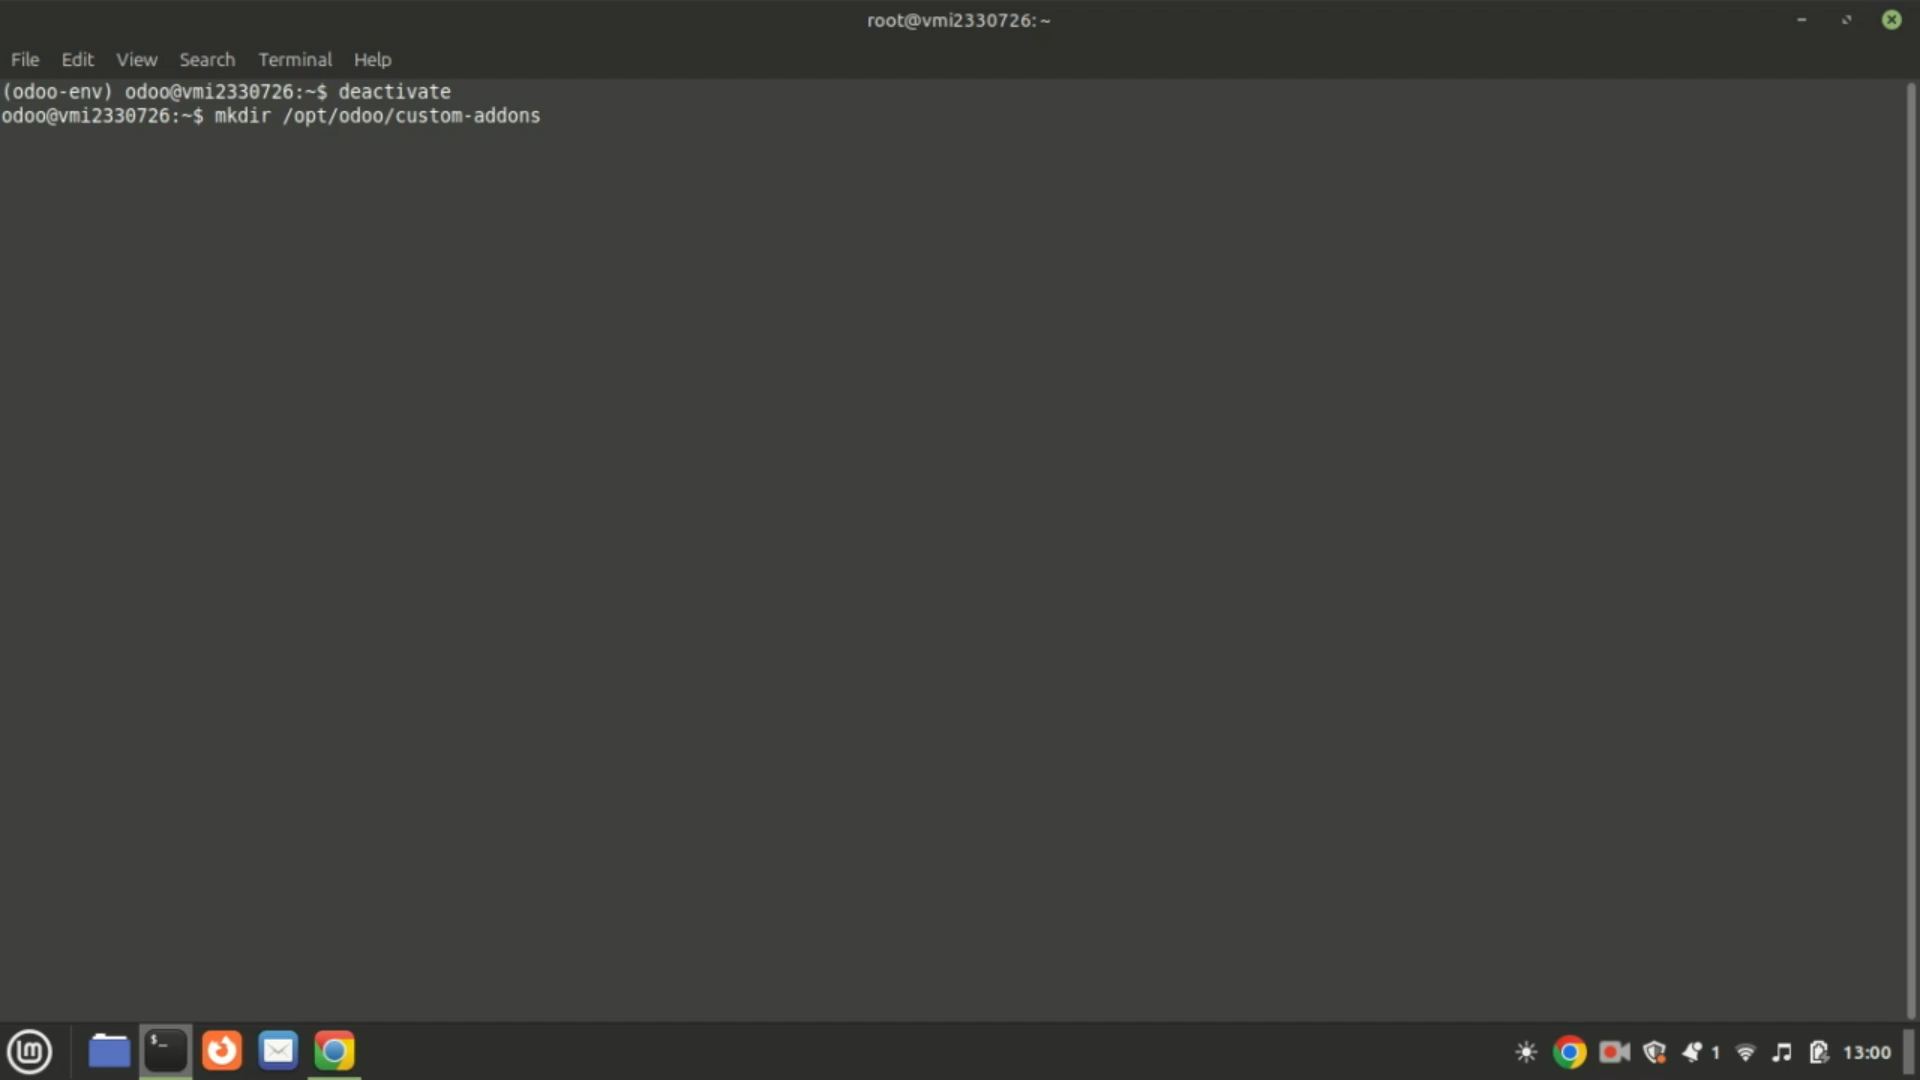 root@vmi2330726: ~
File Edit View Search Terminal Help
(odoo-env) odoo@vmi2330726:~$ deactivate
odoo@vmi2330726:~$ mkdir /opt/odoo/custom-addons
$_
1 13:00